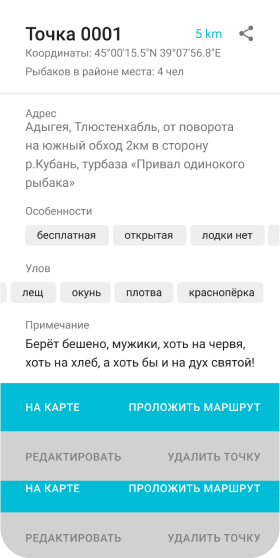 Точка 0001
5 km
Координаты: 45°00'15.5"N 39°07'56.8"E
Рыбаков в районе места: 4 чел
Адрес
Адыгея, Тлюстенхабль, от поворота
на южный обход 2км в сторону
р.Кубань, турбаза «Привал одинокого
рыбака»
Особенности
бесплатная открытая лодки нет
Улов
лещ окунь плотва краснопёрка
Примечание
Берёт бешено, мужики, хоть на червя,
хоть на хлеб, а хоть бы и на дух святой!
НА КАРТЕ ПРОЛОЖИТЬ МАРШРУТ
РЕДАКТИРОВАТЬ УДАЛИТЬ ТОЧКУ
НА КАРТЕ ПРОЛОЖИТЬ МАРШРУТ
РЕДАКТИРОВАТЬ УДАЛИТЬ ТОЧКУ